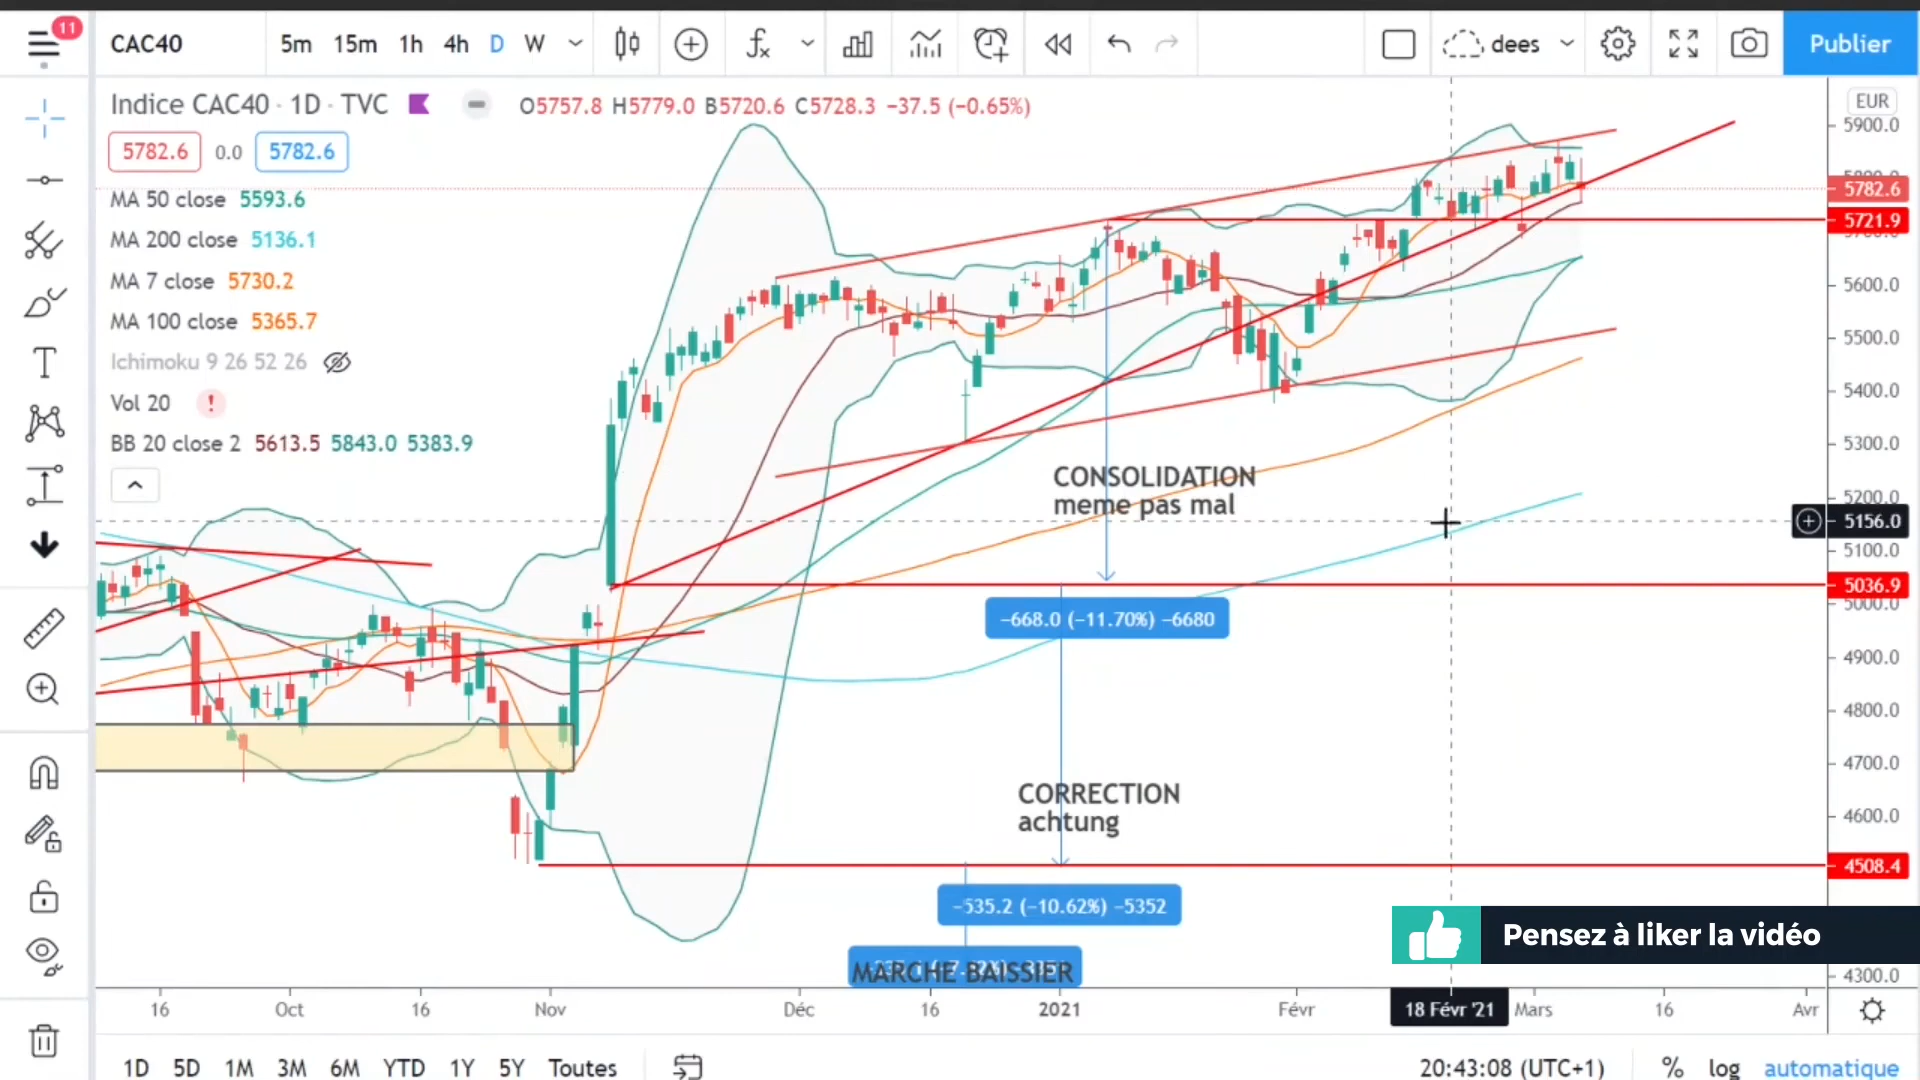 11
CAC40 5m 15m 1h 4h D W dees Publier
Indice CAC40 · 1D · TVC O5757.8 H5779.0 B5720.6 C5728.3 −37.5 (−0.65%)
5782.6 0.0 5782.6
MA 50 close 5593.6
MA 200 close 5136.1
MA 7 close 5730.2
MA 100 close 5365.7
Ichimoku 9 26 52 26
Vol 20 !
BB 20 close 2 5613.5 5843.0 5383.9
EUR
5900.0
5782.6
5721.9
5600.0
5500.0
5400.0
5300.0
5200.0
5156.0
5100.0
5036.9
5000.0
4900.0
4800.0
4700.0
4600.0
4508.4
4300.0
CONSOLIDATION
meme pas mal
−668.0 (−11.70%) −6680
CORRECTION
achtung
−535.2 (−10.62%) −5352
MARCHE BAISSIER
Pensez à liker la vidéo
16 Oct 16 Nov Déc 16 2021 Févr 18 Févr '21 Mars 16 Avr
1D 5D 1M 3M 6M YTD 1Y 5Y Toutes 20:43:08 (UTC+1) % log automatique